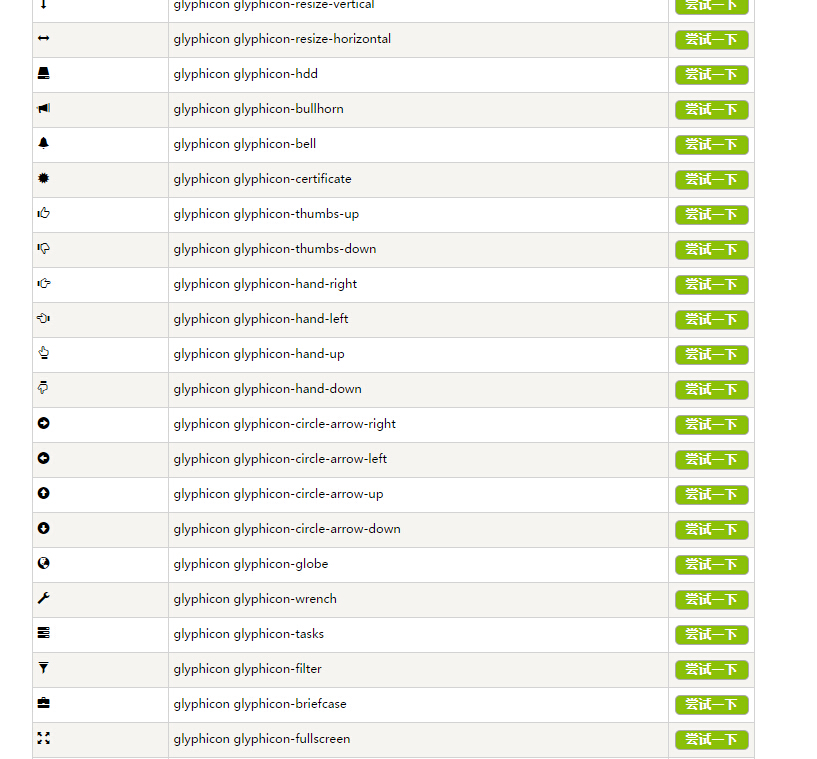 glyphicon glyphicon-resize-vertical 尝试一下
glyphicon glyphicon-resize-horizontal 尝试一下
glyphicon glyphicon-hdd 尝试一下
glyphicon glyphicon-bullhorn 尝试一下
glyphicon glyphicon-bell 尝试一下
glyphicon glyphicon-certificate 尝试一下
glyphicon glyphicon-thumbs-up 尝试一下
glyphicon glyphicon-thumbs-down 尝试一下
glyphicon glyphicon-hand-right 尝试一下
glyphicon glyphicon-hand-left 尝试一下
glyphicon glyphicon-hand-up 尝试一下
glyphicon glyphicon-hand-down 尝试一下
glyphicon glyphicon-circle-arrow-right 尝试一下
glyphicon glyphicon-circle-arrow-left 尝试一下
glyphicon glyphicon-circle-arrow-up 尝试一下
glyphicon glyphicon-circle-arrow-down 尝试一下
glyphicon glyphicon-globe 尝试一下
glyphicon glyphicon-wrench 尝试一下
glyphicon glyphicon-tasks 尝试一下
glyphicon glyphicon-filter 尝试一下
glyphicon glyphicon-briefcase 尝试一下
glyphicon glyphicon-fullscreen 尝试一下